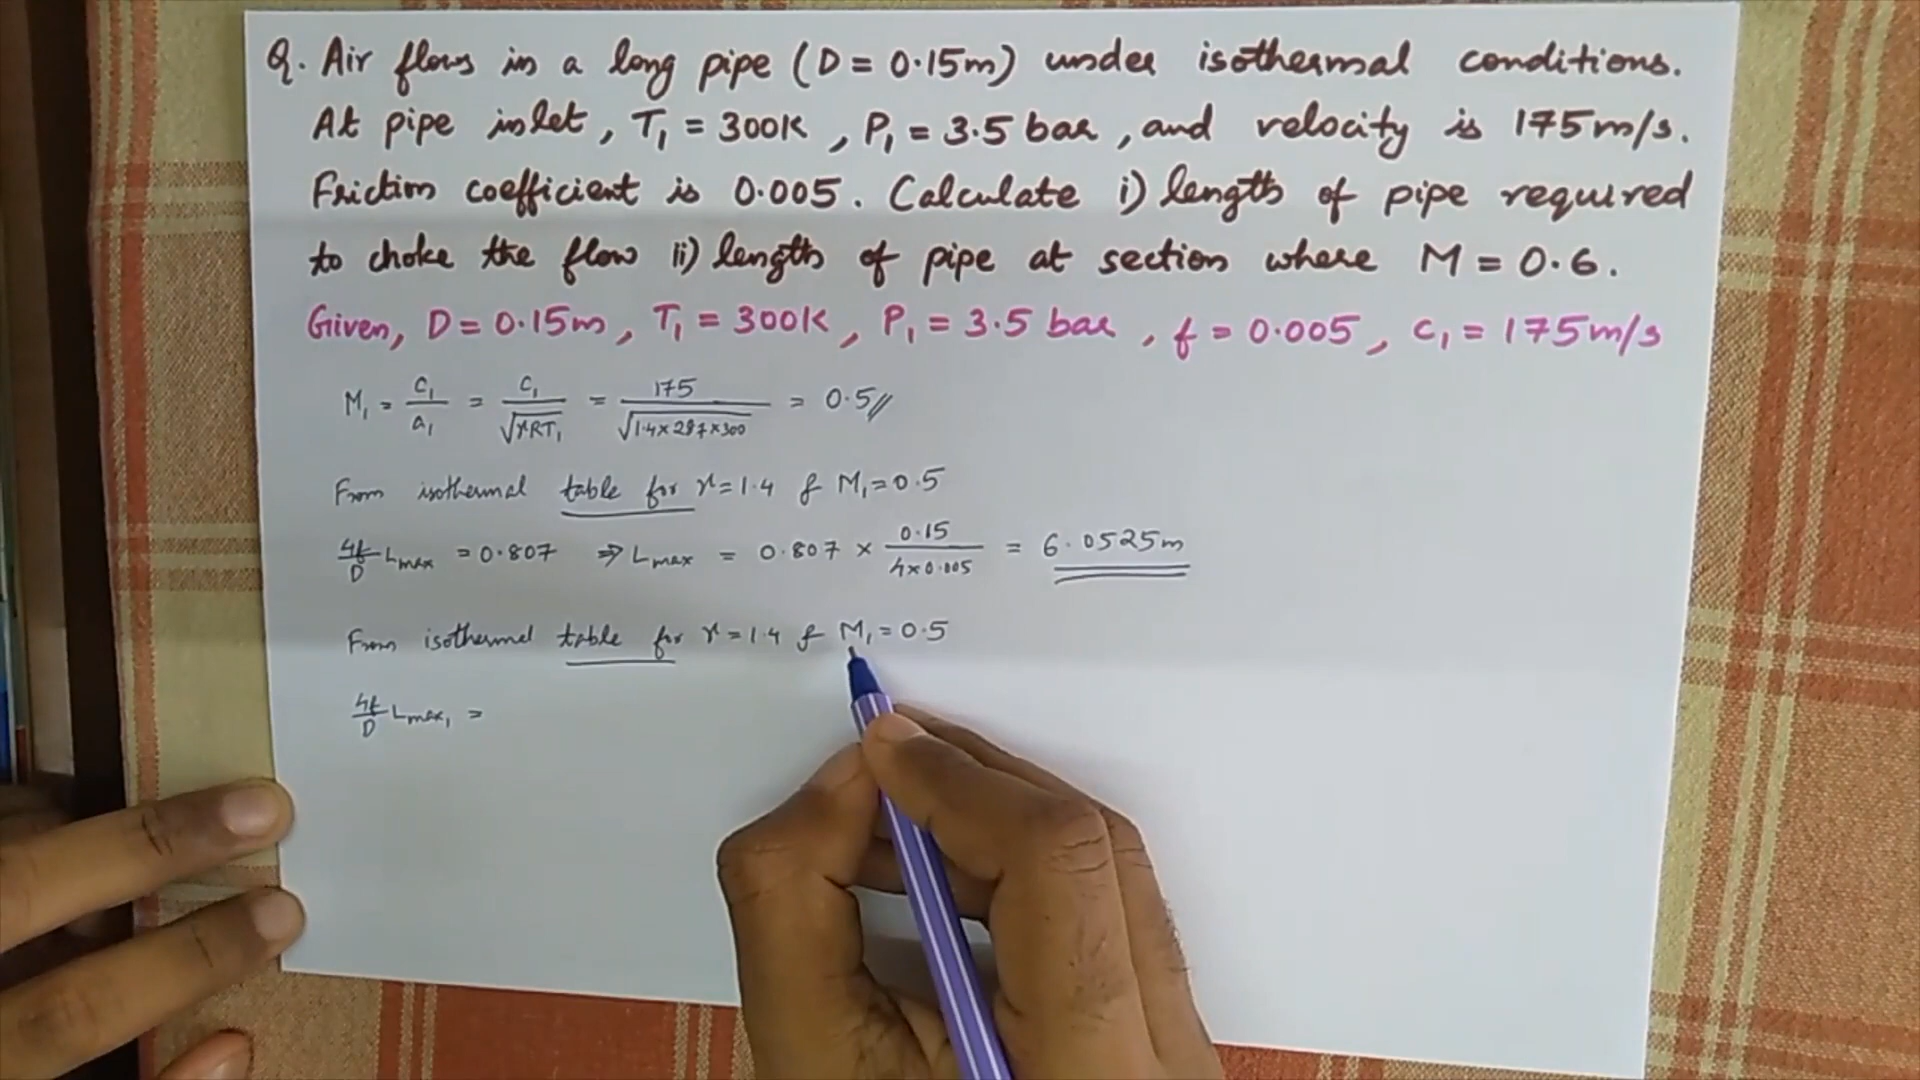 Q. Air flows in a long pipe (D = 0.15m) under isothermal conditions.
At pipe inlet, T₁ = 300K, P₁ = 3.5 bar, and velocity is 175m/s.
Friction coefficient is 0.005. Calculate i) length of pipe required
to choke the flow ii) length of pipe at section where M = 0.6.
Given, D = 0.15m, T₁ = 300K, P₁ = 3.5 bar, f = 0.005, C₁ = 175m/s
M₁ = C₁/a₁ = C₁/√(γRT₁) = 175/√(1.4×287×300) = 0.5//
From isothermal table for γ=1.4 & M₁=0.5
4f/D Lmax = 0.807 ⇒ Lmax = 0.807 × 0.15/(4×0.005) = 6.0525m
From isothermal table for γ=1.4 & M₁=0.5
4f/D Lmax₁ =